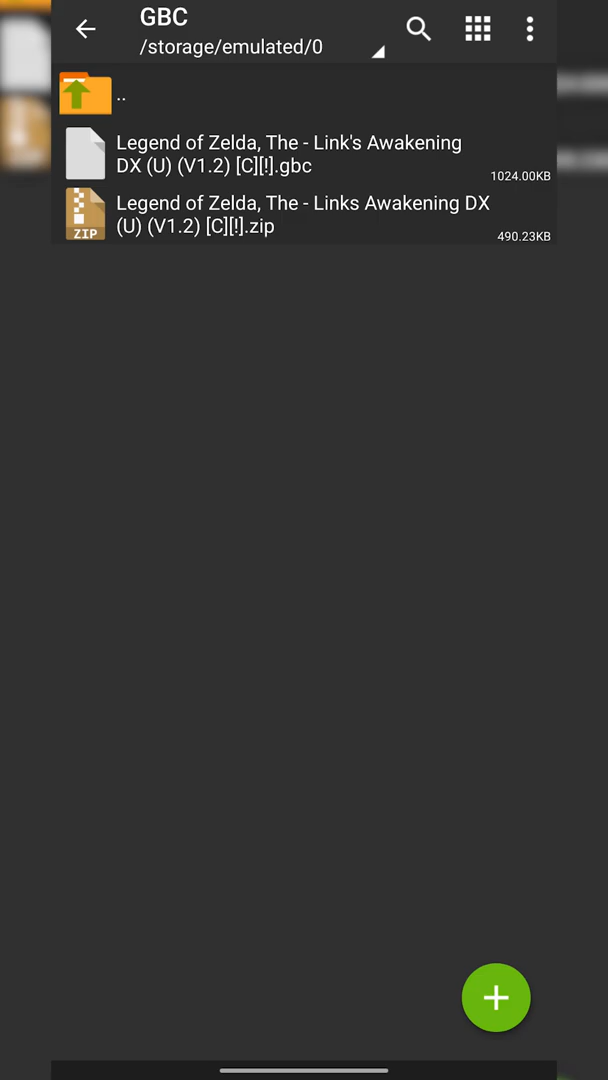 GBC
/storage/emulated/0
..
Legend of Zelda, The - Link's Awakening
DX (U) (V1.2) [C][!].gbc
1024.00KB
Legend of Zelda, The - Links Awakening DX
(U) (V1.2) [C][!].zip
ZIP
490.23KB